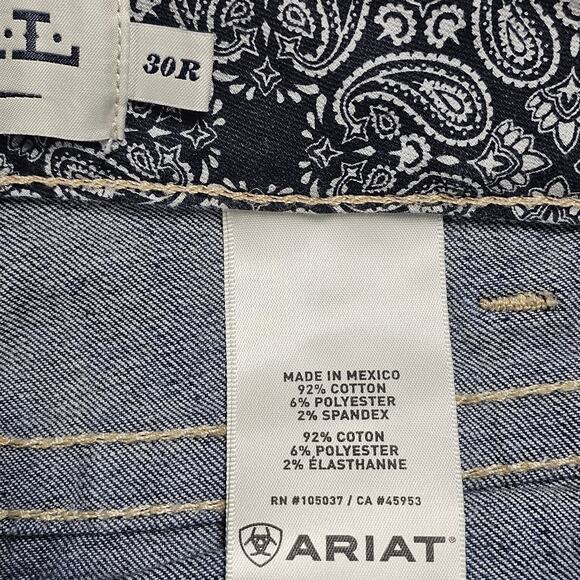 .L.
30R
MADE IN MEXICO
92% COTTON
6% POLYESTER
2% SPANDEX
92% COTON
6% POLYESTER
2% ÉLASTHANNE
RN #105037 / CA #45953
ARIAT